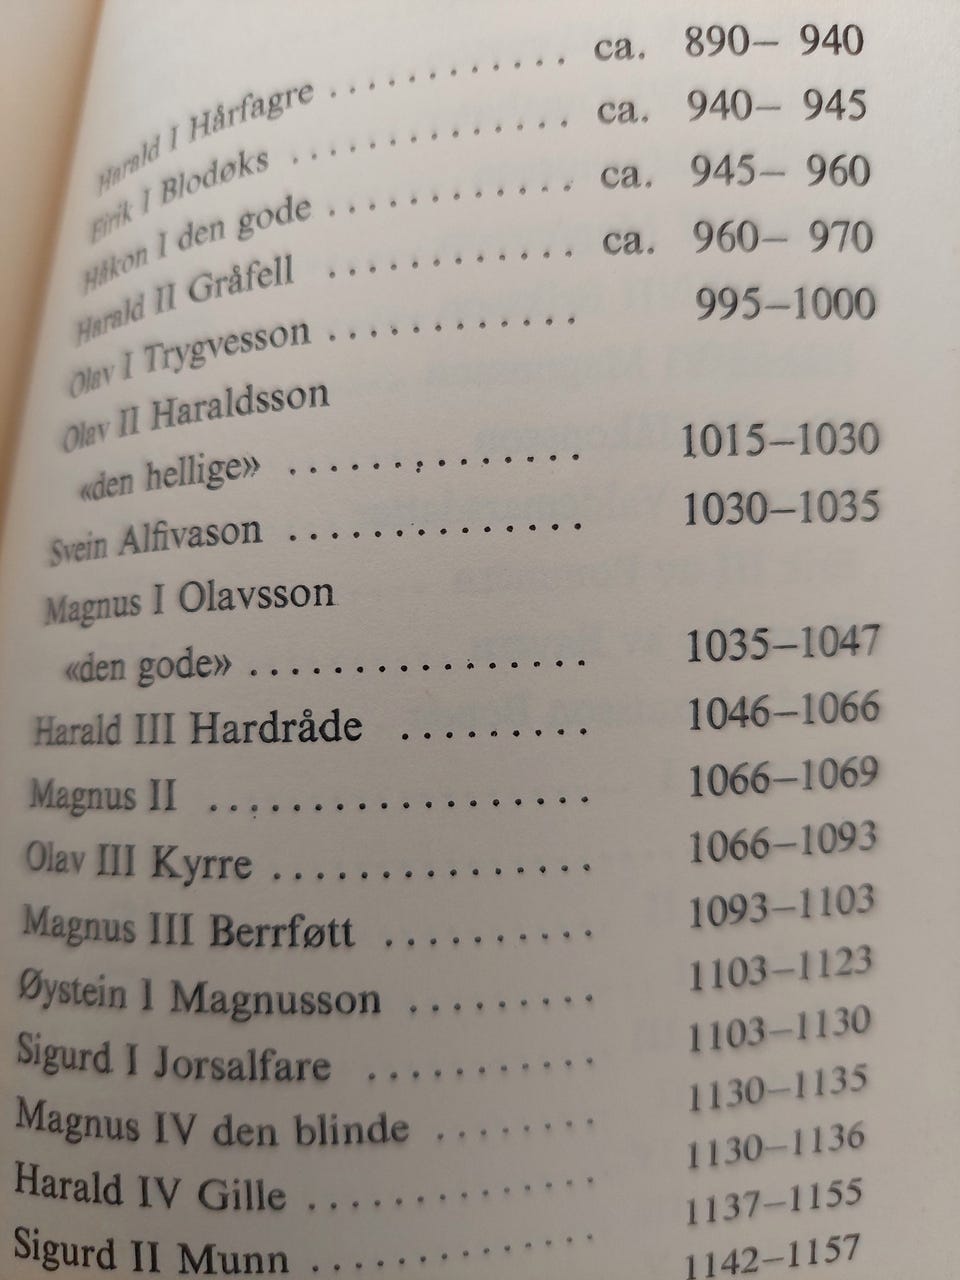 Harald I Hårfagre ............ ca. 890– 940
Eirik I Blodøks .............. ca. 940– 945
Håkon I den gode ............ ca. 945– 960
Harald II Gråfell ............ ca. 960– 970
Olav I Trygvesson ............ 995–1000
Olav II Haraldsson
«den hellige» .............. 1015–1030
Svein Alfivason .............. 1030–1035
Magnus I Olavsson
«den gode» ................ 1035–1047
Harald III Hardråde ......... 1046–1066
Magnus II .................. 1066–1069
Olav III Kyrre ............... 1066–1093
Magnus III Berrføtt .......... 1093–1103
Øystein I Magnusson ......... 1103–1123
Sigurd I Jorsalfare ........... 1103–1130
Magnus IV den blinde ........ 1130–1135
Harald IV Gille .............. 1130–1136
Sigurd II Munn .............. 1137–1155
1142–1157